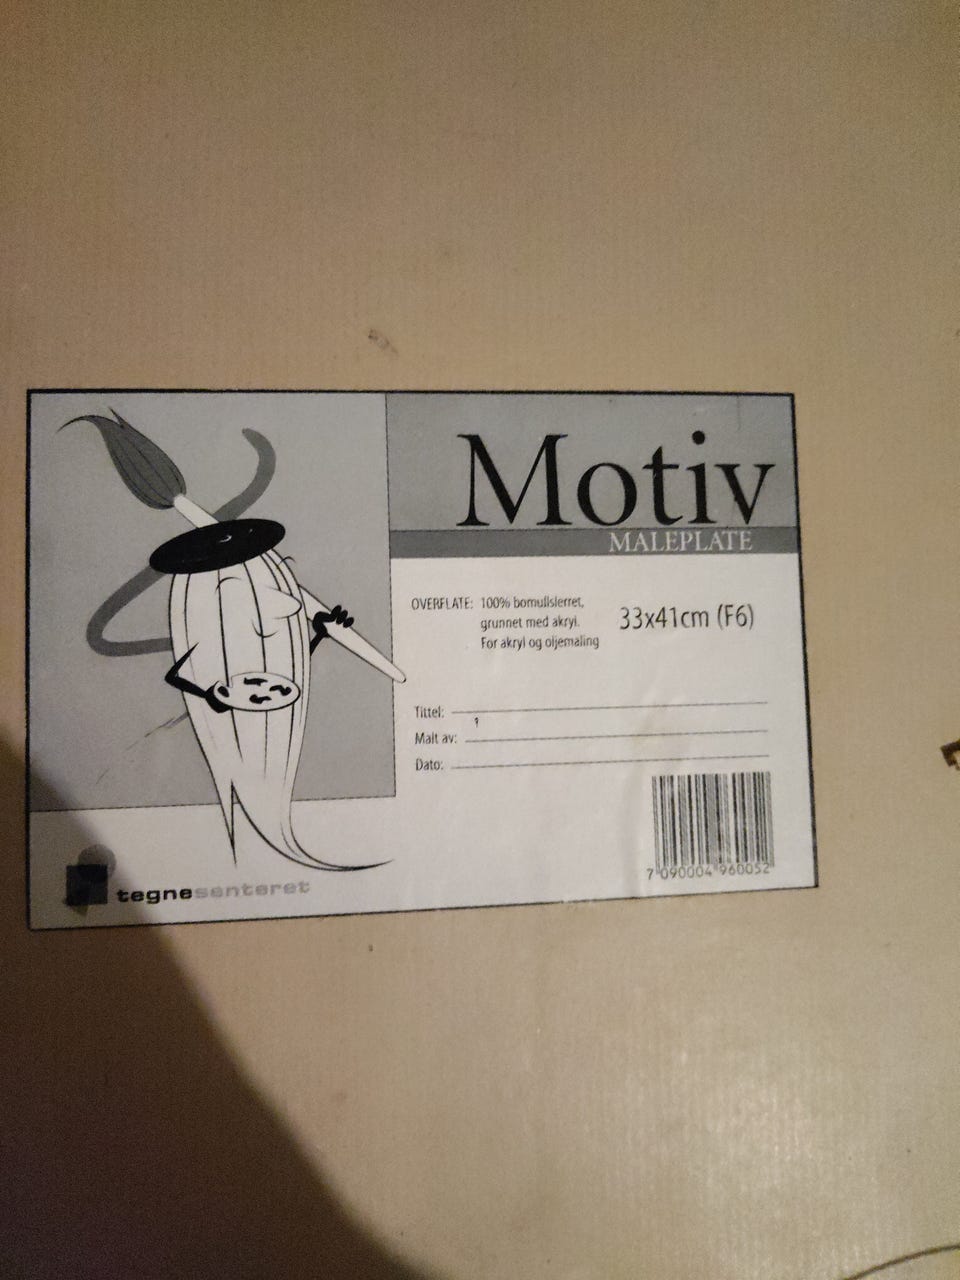 Motiv
MALEPLATE
OVERFLATE: 100% bomullslerret,
grunnet med akryl.
For akryl og oljemaling
33x41cm (F6)
Tittel:
Malt av:
Dato:
7 090004 960052
tegnesenteret